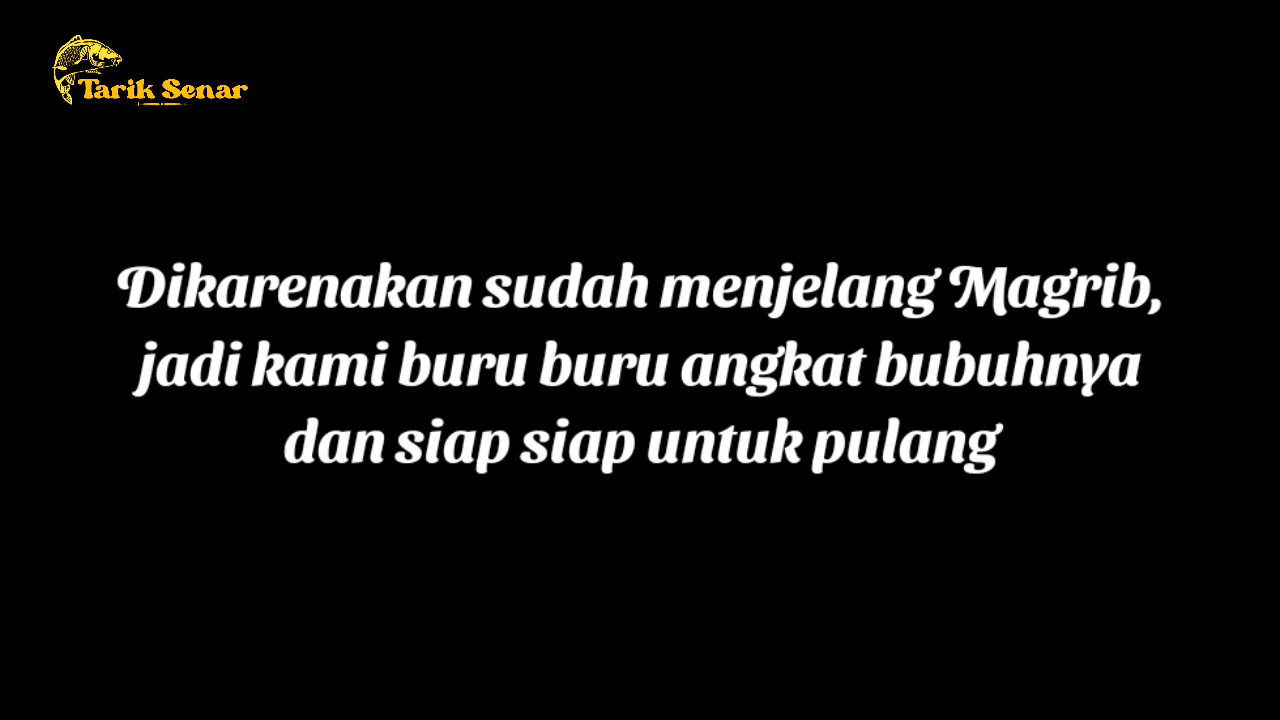 Tarik Senar
Dikarenakan sudah menjelang Magrib,
jadi kami buru buru angkat bubuhnya
dan siap siap untuk pulang